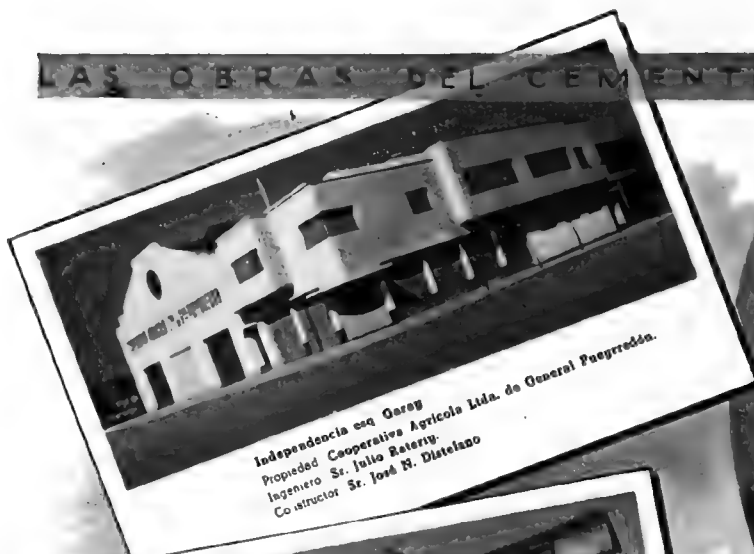 LAS OBRAS DEL CEMENT
Independencia esq Garay
Propiedad Cooperativa Agrícola Ltda. de General Pueyrredón.
Ingeniero Sr. Julio Rateriy.
Constructor Sr. José N. Distefano